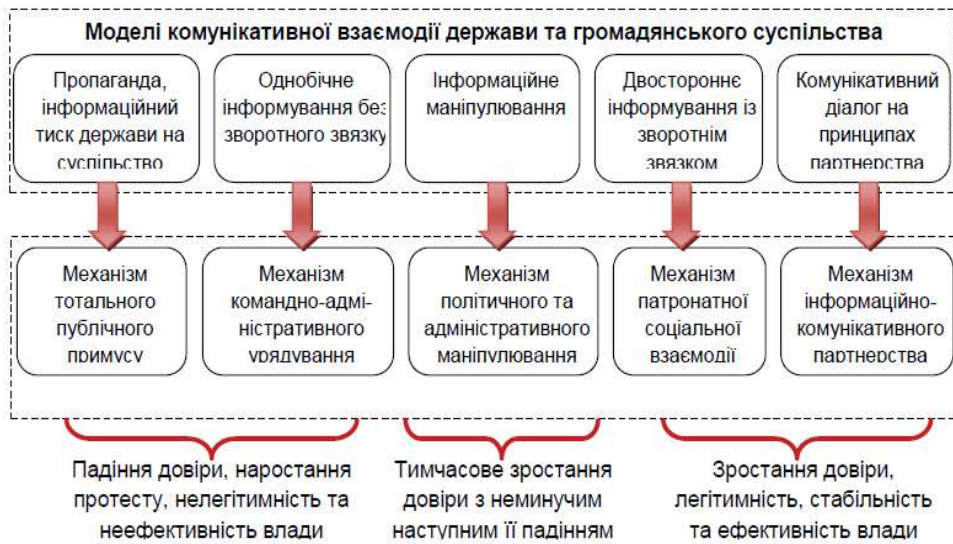 Моделі комунікативної взаємодії держави та громадянського суспільства
Пропаганда,
інформаційний
тиск держави на
суспільство
Однобічне
інформування без
зворотного звязку
Інформаційне
маніпулювання
Двостороннє
інформування із
зворотнім
звязком
Комунікативний
діалог на
принципах
партнерства
Механізм
тотального
публічного
примусу
Механізм
командно-адмі-
ністративного
урядування
Механізм
політичного та
адміністративного
маніпулювання
Механізм
патронатної
соціальної
взаємодії
Механізм
інформаційно-
комунікативного
партнерства
Падіння довіри, наростання
протесту, нелегітимність та
неефективність влади
Тимчасове зростання
довіри з неминучим
наступним її падінням
Зростання довіри,
легітимність, стабільність
та ефективність влади